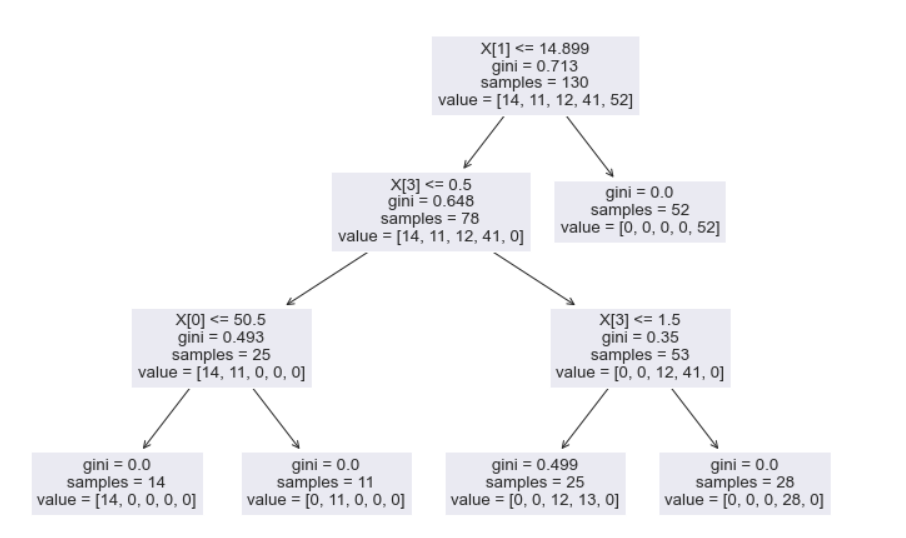 X[1] <= 14.899
gini = 0.713
samples = 130
value = [14, 11, 12, 41, 52]
X[3] <= 0.5
gini = 0.648
samples = 78
value = [14, 11, 12, 41, 0]
gini = 0.0
samples = 52
value = [0, 0, 0, 0, 52]
X[0] <= 50.5
gini = 0.493
samples = 25
value = [14, 11, 0, 0, 0]
X[3] <= 1.5
gini = 0.35
samples = 53
value = [0, 0, 12, 41, 0]
gini = 0.0
samples = 14
value = [14, 0, 0, 0, 0]
gini = 0.0
samples = 11
value = [0, 11, 0, 0, 0]
gini = 0.499
samples = 25
value = [0, 0, 12, 13, 0]
gini = 0.0
samples = 28
value = [0, 0, 0, 28, 0]